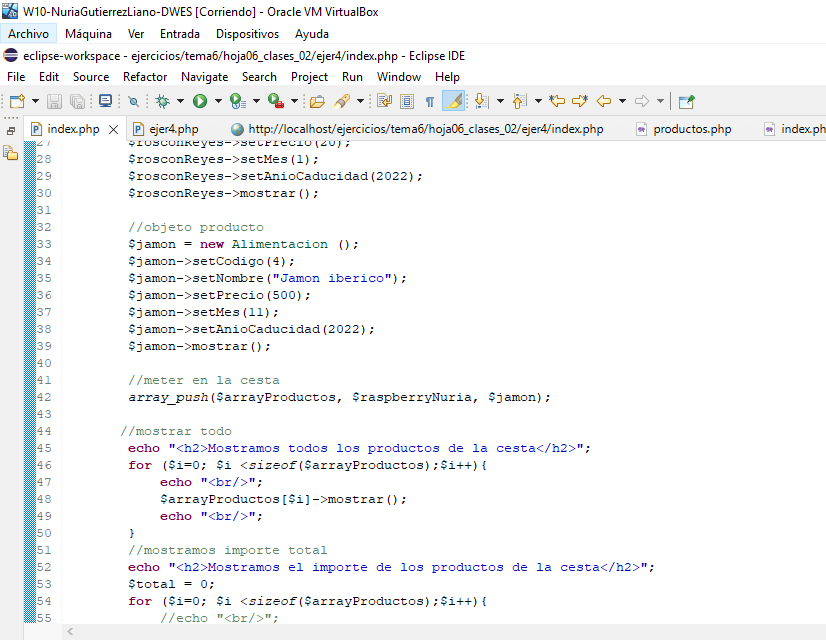 W10-NuriaGutierrezLiano-DWES [Corriendo] - Oracle VM VirtualBox
Archivo Máquina Ver Entrada Dispositivos Ayuda
eclipse-workspace - ejercicios/tema6/hoja06_clases_02/ejer4/index.php - Eclipse IDE
File Edit Source Refactor Navigate Search Project Run Window Help
index.php ejer4.php http://localhost/ejercicios/tema6/hoja06_clases_02/ejer4/index.php productos.php index.ph
27 $rosconReyes->setPrecio(20);
28 $rosconReyes->setMes(1);
29 $rosconReyes->setAnioCaducidad(2022);
30 $rosconReyes->mostrar();
31
32 //objeto producto
33 $jamon = new Alimentacion ();
34 $jamon->setCodigo(4);
35 $jamon->setNombre("Jamon iberico");
36 $jamon->setPrecio(500);
37 $jamon->setMes(11);
38 $jamon->setAnioCaducidad(2022);
39 $jamon->mostrar();
40
41 //meter en la cesta
42 array_push($arrayProductos, $raspberryNuria, $jamon);
43
44 //mostrar todo
45 echo "<h2>Mostramos todos los productos de la cesta</h2>";
46 for ($i=0; $i <sizeof($arrayProductos);$i++){
47 echo "<br/>";
48 $arrayProductos[$i]->mostrar();
49 echo "<br/>";
50 }
51 //mostramos importe total
52 echo "<h2>Mostramos el importe de los productos de la cesta</h2>";
53 $total = 0;
54 for ($i=0; $i <sizeof($arrayProductos);$i++){
55 //echo "<br/>";